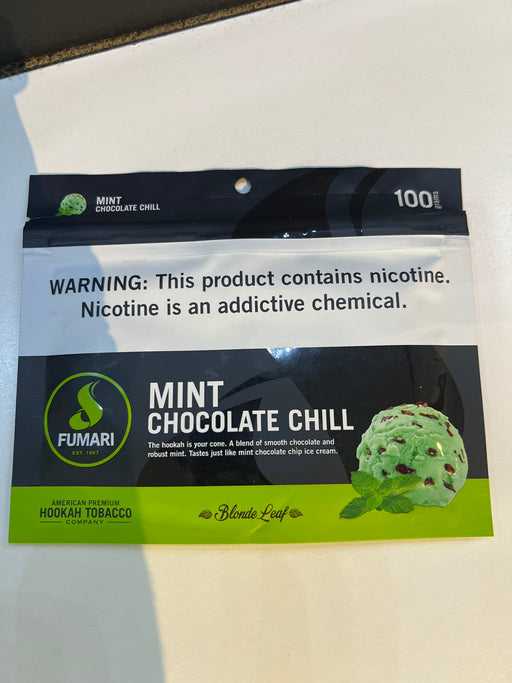 MINT
CHOCOLATE CHILL
100 grams
WARNING: This product contains nicotine.
Nicotine is an addictive chemical.
FUMARI
EST. 1997
MINT
CHOCOLATE CHILL
The hookah is your cone. A blend of smooth chocolate and
robust mint. Tastes just like mint chocolate chip ice cream.
AMERICAN PREMIUM
HOOKAH TOBACCO
COMPANY
Blonde Leaf